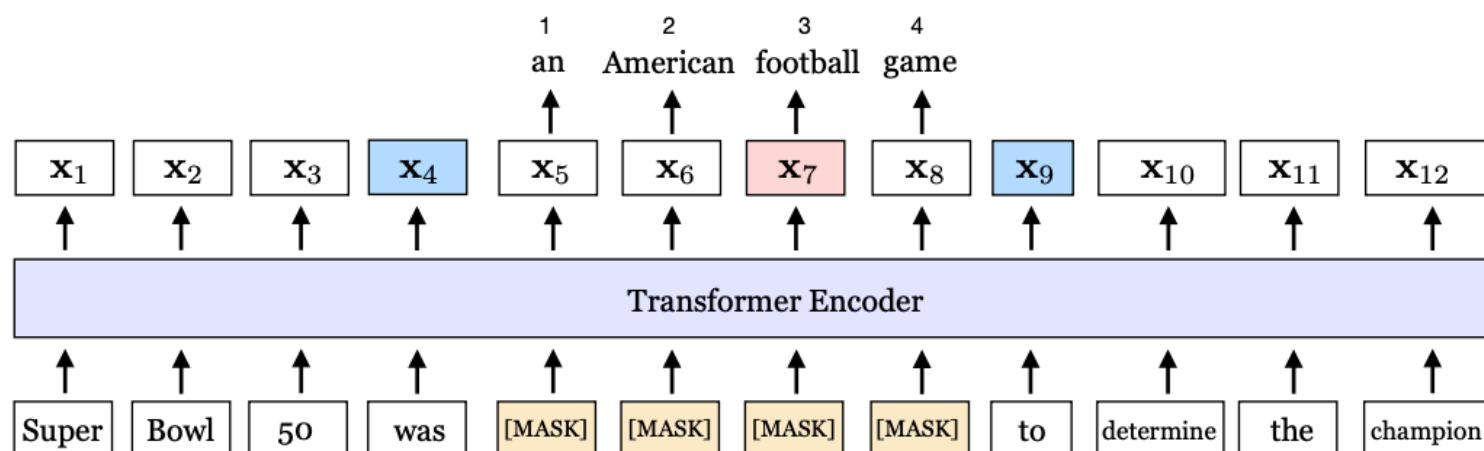 1 2 3 4
an American football game
x₁ x₂ x₃ x₄ x₅ x₆ x₇ x₈ x₉ x₁₀ x₁₁ x₁₂
Transformer Encoder
Super Bowl 50 was [MASK] [MASK] [MASK] [MASK] to determine the champion